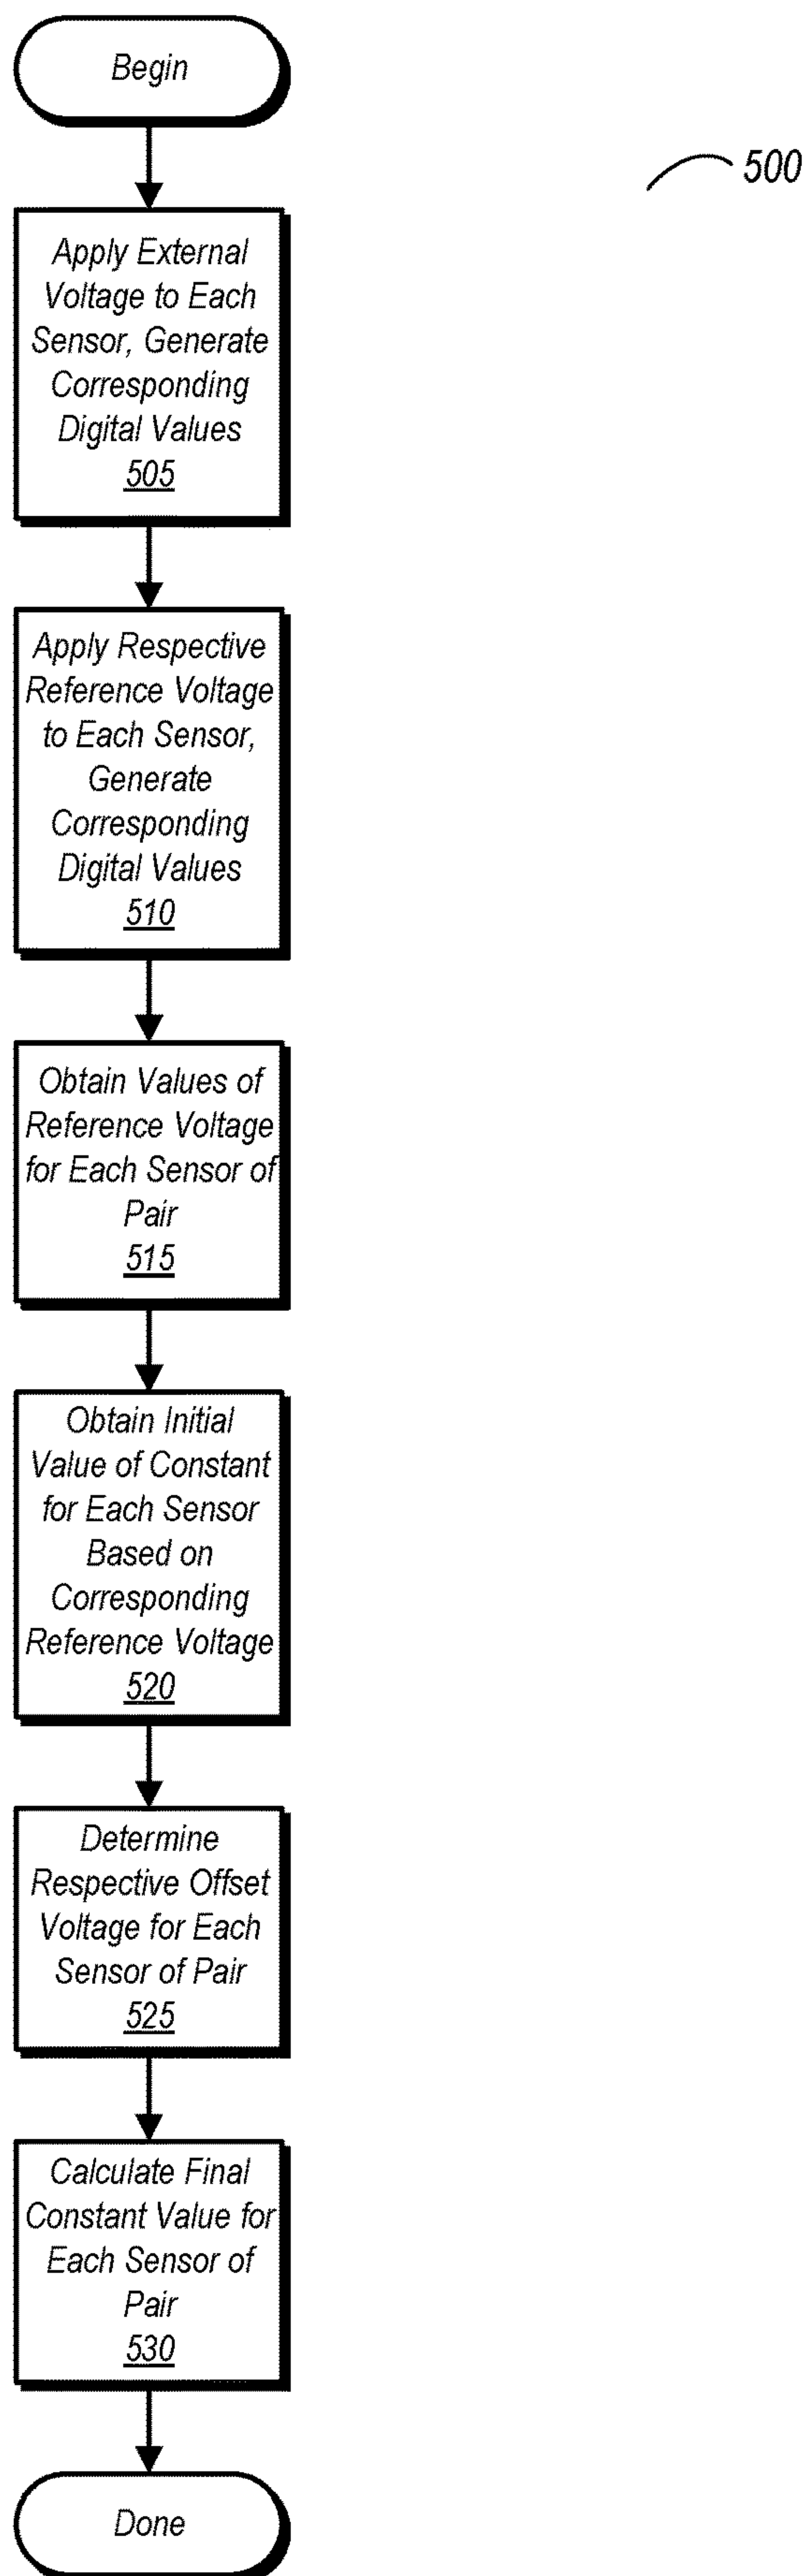 Begin
500
Apply External
Voltage to Each
Sensor, Generate
Corresponding
Digital Values
505
Apply Respective
Reference Voltage
to Each Sensor,
Generate
Corresponding
Digital Values
510
Obtain Values of
Reference Voltage
for Each Sensor of
Pair
515
Obtain Initial
Value of Constant
for Each Sensor
Based on
Corresponding
Reference Voltage
520
Determine
Respective Offset
Voltage for Each
Sensor of Pair
525
Calculate Final
Constant Value for
Each Sensor of
Pair
530
Done